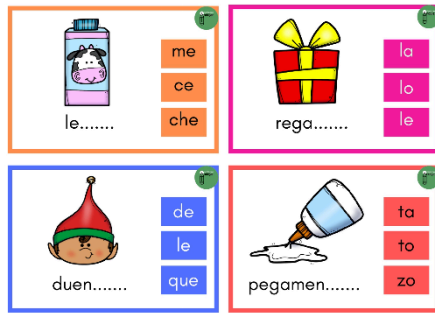 me
ce
che
le.......
la
lo
le
rega.......
de
le
que
duen.......
ta
to
zo
pegamen.......